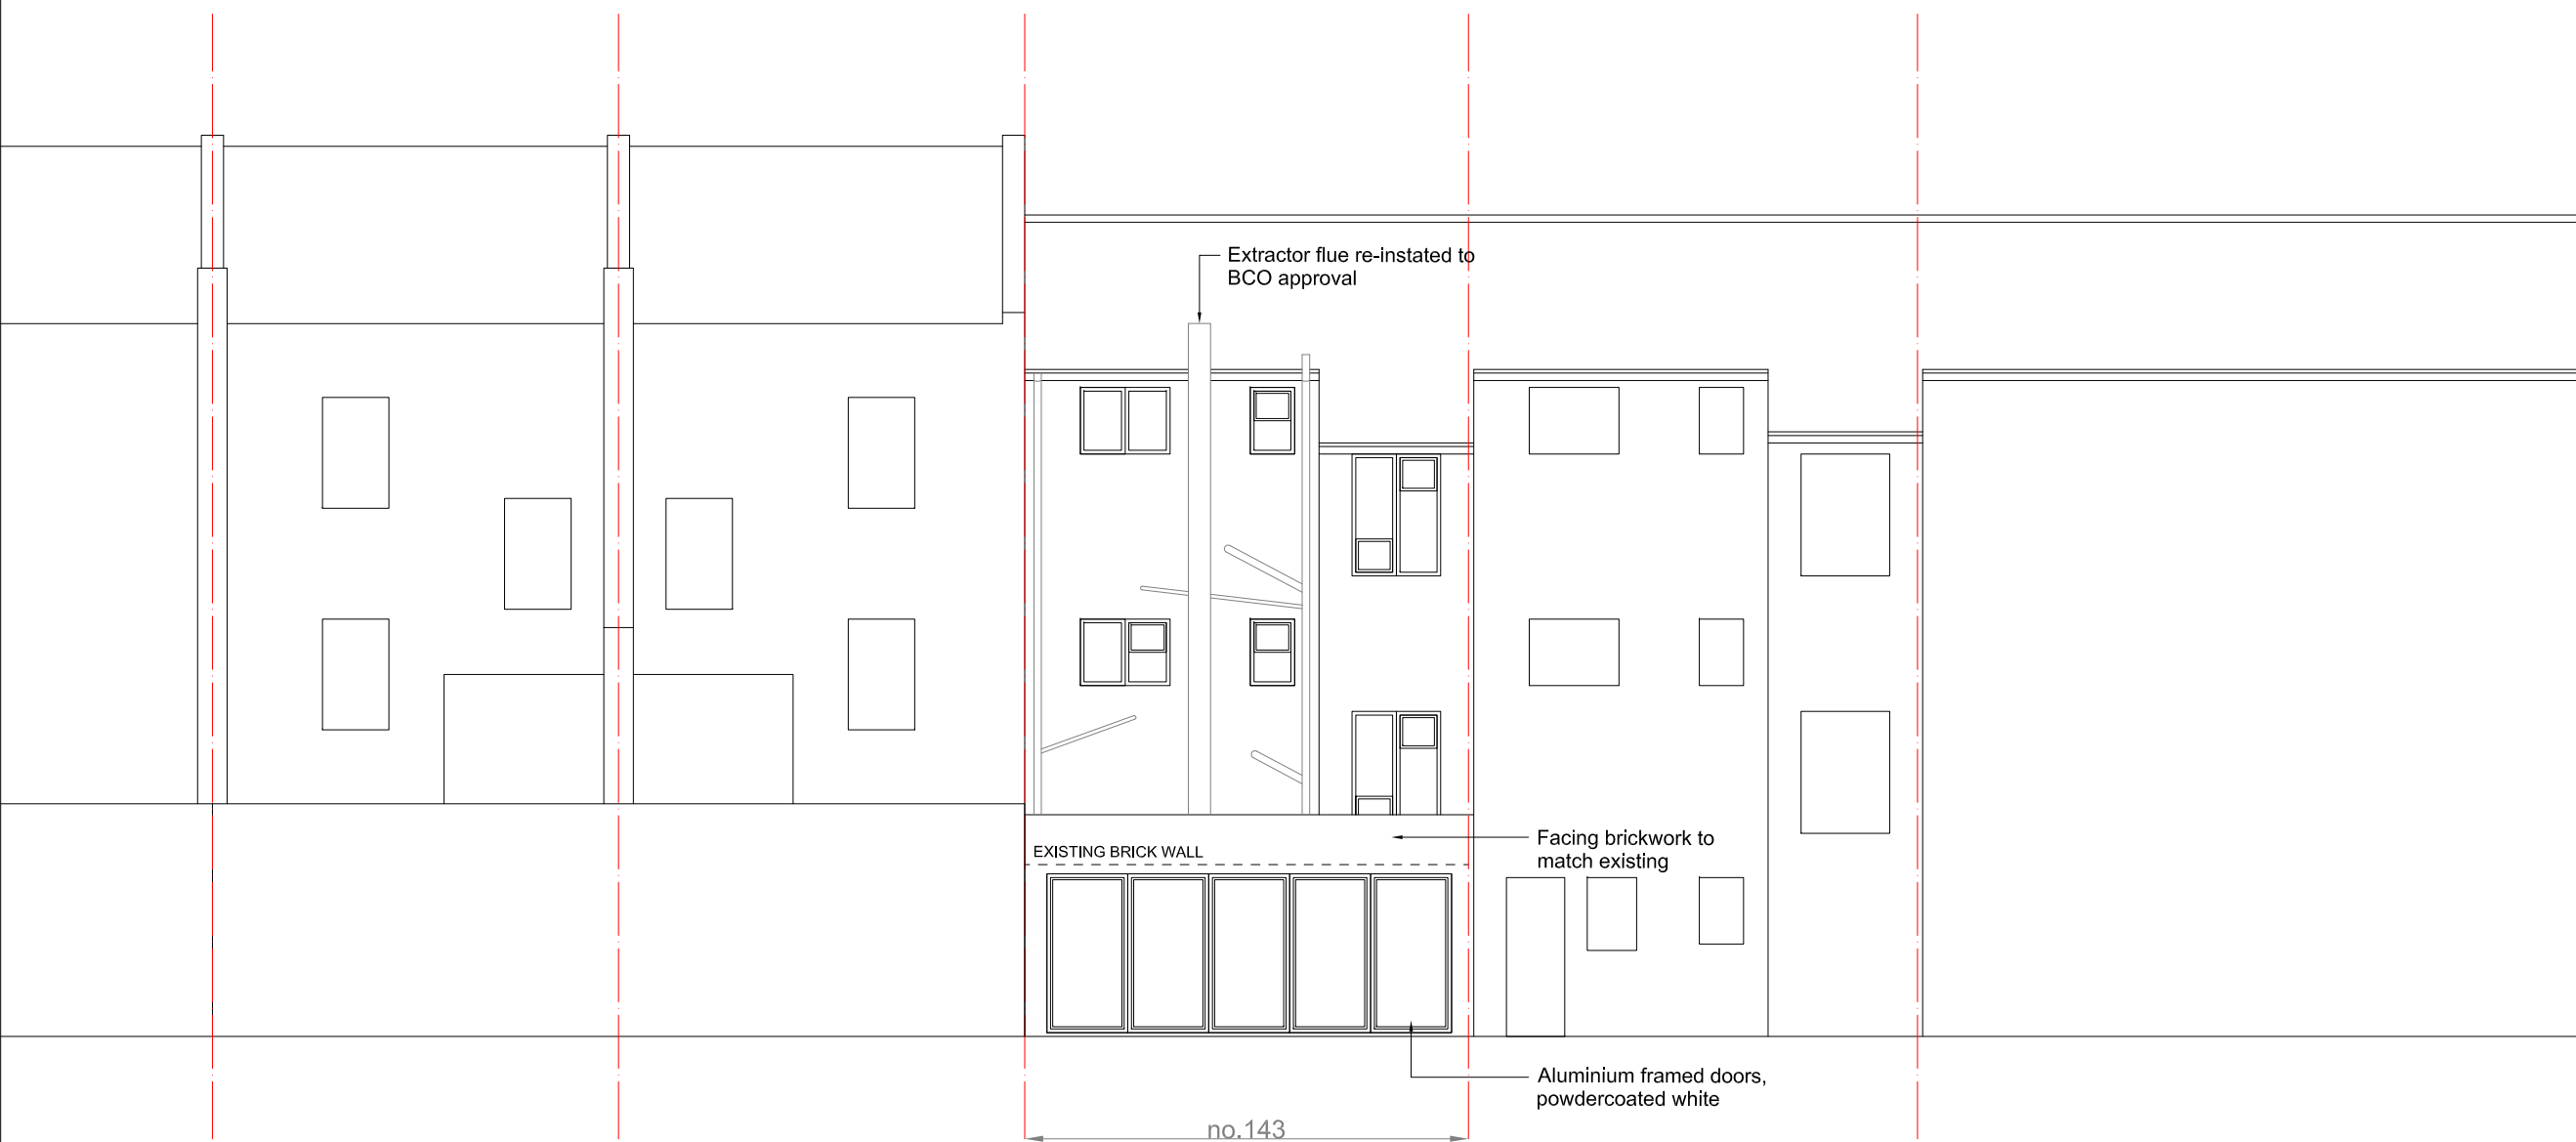 Extractor flue re-instated to
BCO approval
Facing brickwork to
match existing
EXISTING BRICK WALL
Aluminium framed doors,
powdercoated white
no.143